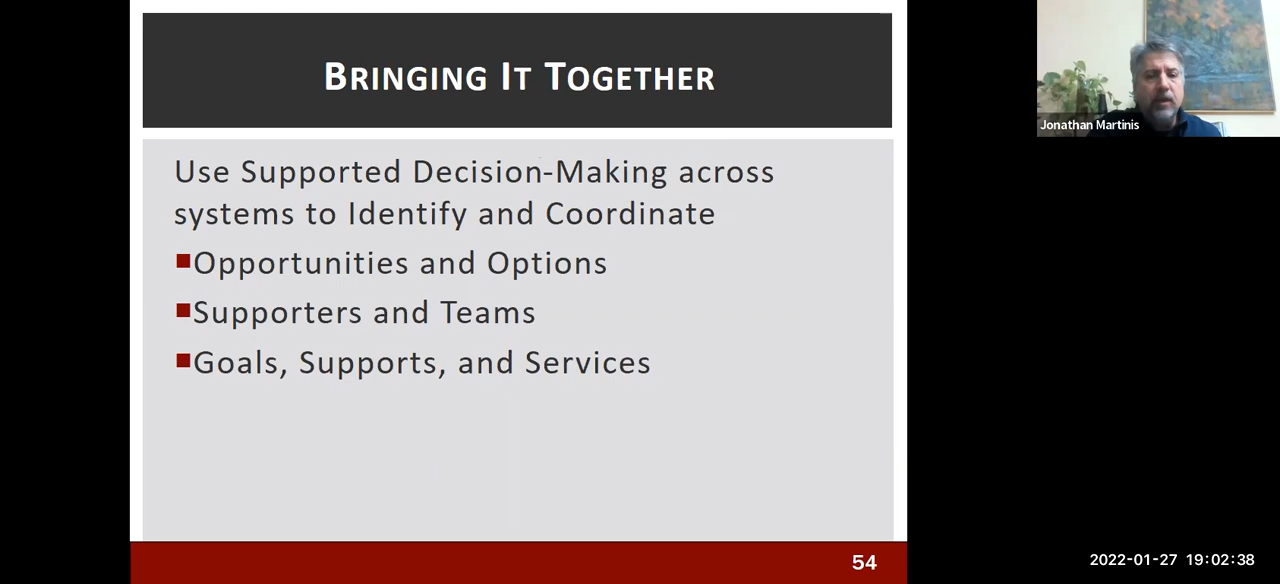 BRINGING IT TOGETHER
Use Supported Decision-Making across
systems to Identify and Coordinate
Opportunities and Options
Supporters and Teams
Goals, Supports, and Services
54
Jonathan Martinis
2022-01-27 19:02:38